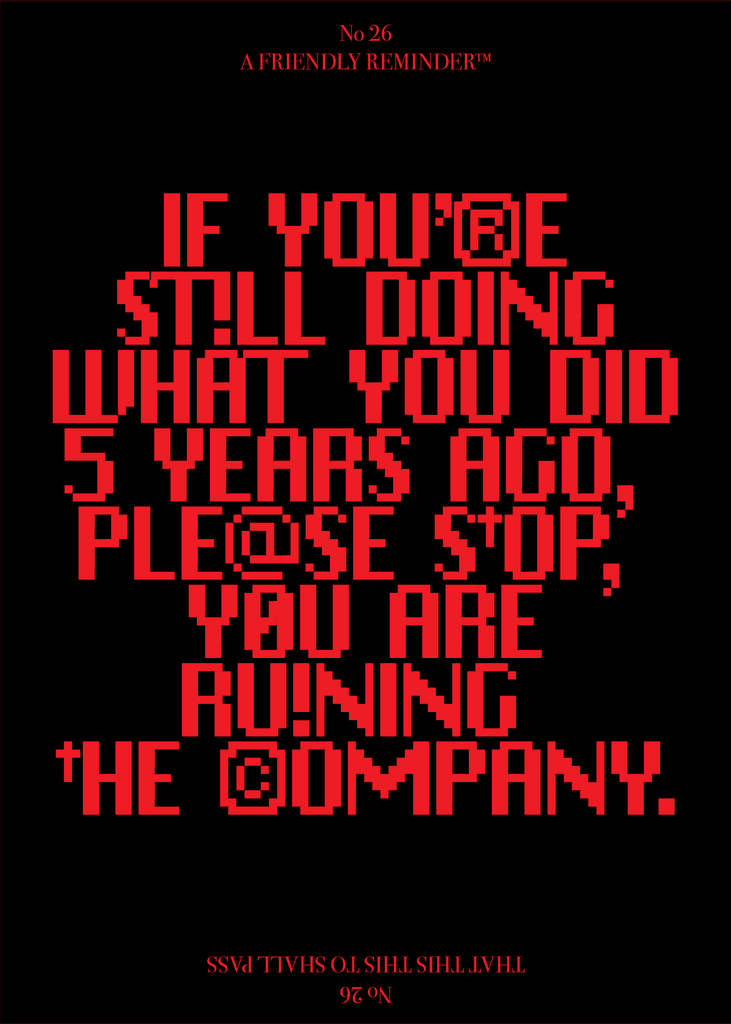 No 26
A FRIENDLY REMINDER™
IF YOU'®E
ST!LL DOING
WHAT YOU DID
5 YEARS AGO,
PLE@SE S†OP,
Y0U ARE
RU!NING
†HE ©OMPANY.
No 26
THAT THIS THIS TO SHALL PASS